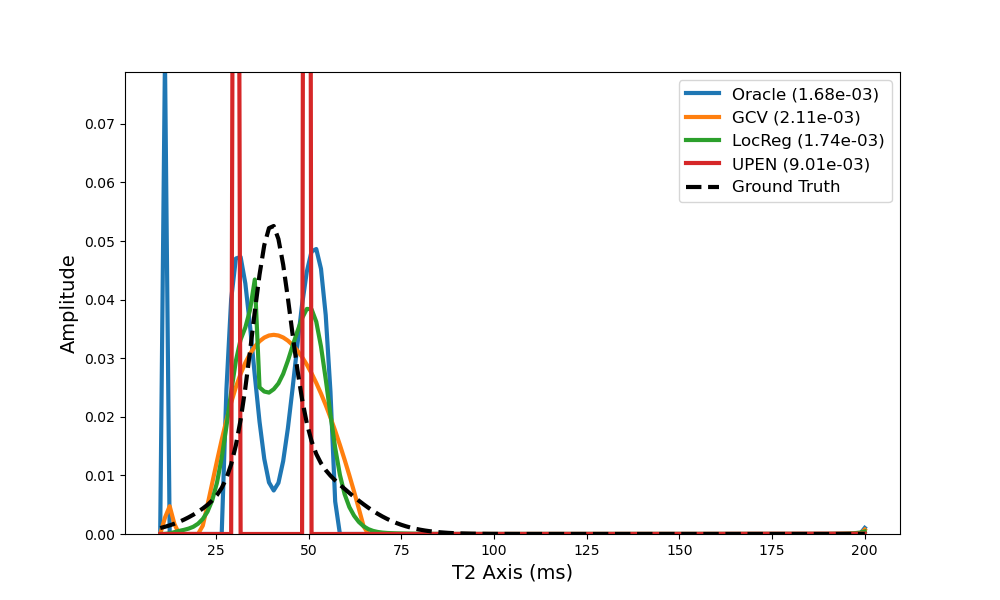 Oracle (1.68e-03)
GCV (2.11e-03)
LocReg (1.74e-03)
UPEN (9.01e-03)
Ground Truth
Amplitude
0.07
0.06
0.05
0.04
0.03
0.02
0.01
0.00
25 50 75 100 125 150 175 200
T2 Axis (ms)